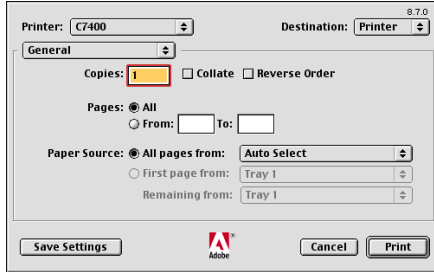 8.7.0
Printer: C7400 Destination: Printer
General
Copies: 1 Collate Reverse Order
Pages: All
From: To:
Paper Source: All pages from: Auto Select
First page from: Tray 1
Remaining from: Tray 1
Save Settings Adobe Cancel Print